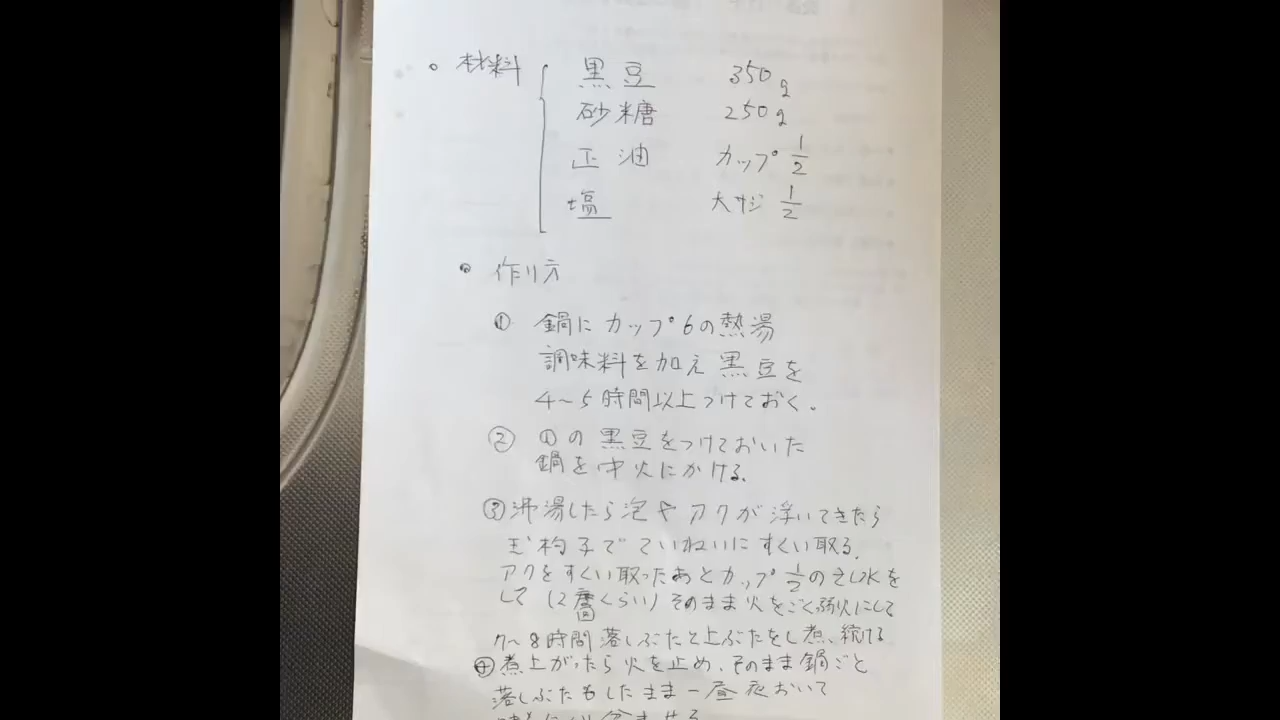 材料
黒豆 350g
砂糖 250g
正油 カップ 1/2
塩 大サジ 1/2
作り方
① 鍋にカップ6の熱湯
調味料を加え黒豆を
4〜5時間以上つけておく。
② ①の黒豆をつけておいた
鍋を中火にかける。
③ 沸湯したら泡やアクが浮いてきたら
玉杓子でていねいにすくい取る。
アクをすくい取ったあとカップ1/2のさし水を
して(2回くらい)そのまま火をごく弱火にして
7〜8時間落しぶたと上ぶたをし煮、続ける
④ 煮上がったら火を止め、そのまま鍋ごと
落しぶたもしたまま一昼夜おいて